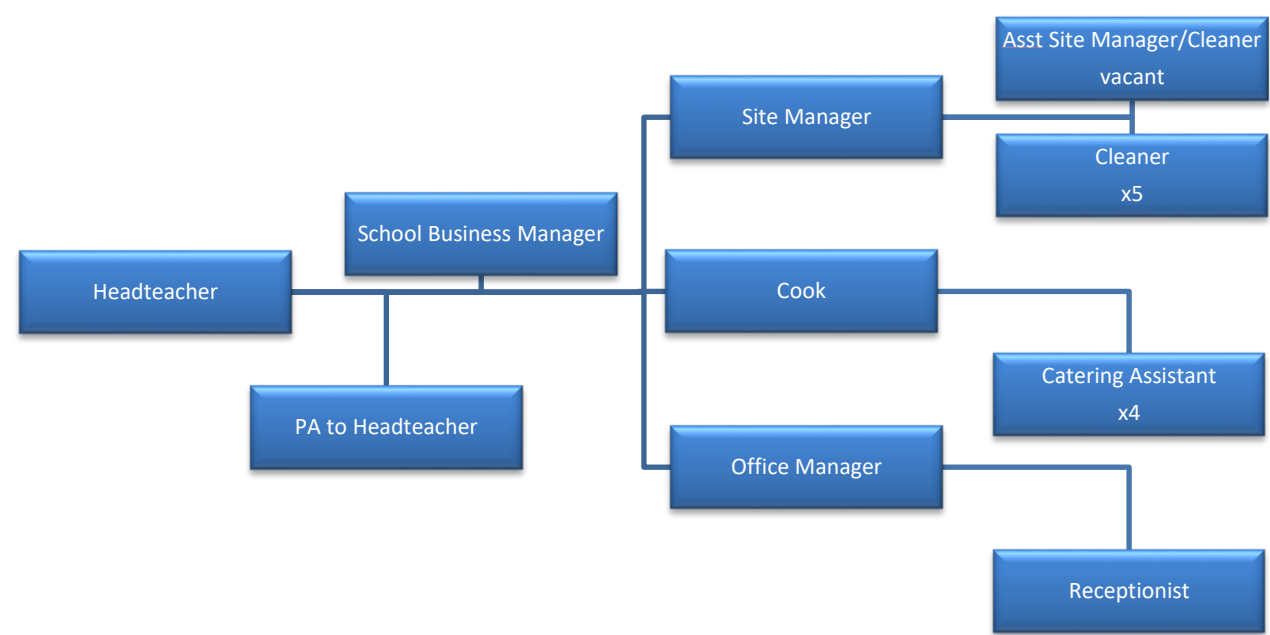 Asst Site Manager/Cleaner
vacant
Site Manager
Cleaner
x5
School Business Manager
Headteacher
Cook
Catering Assistant
x4
PA to Headteacher
Office Manager
Receptionist